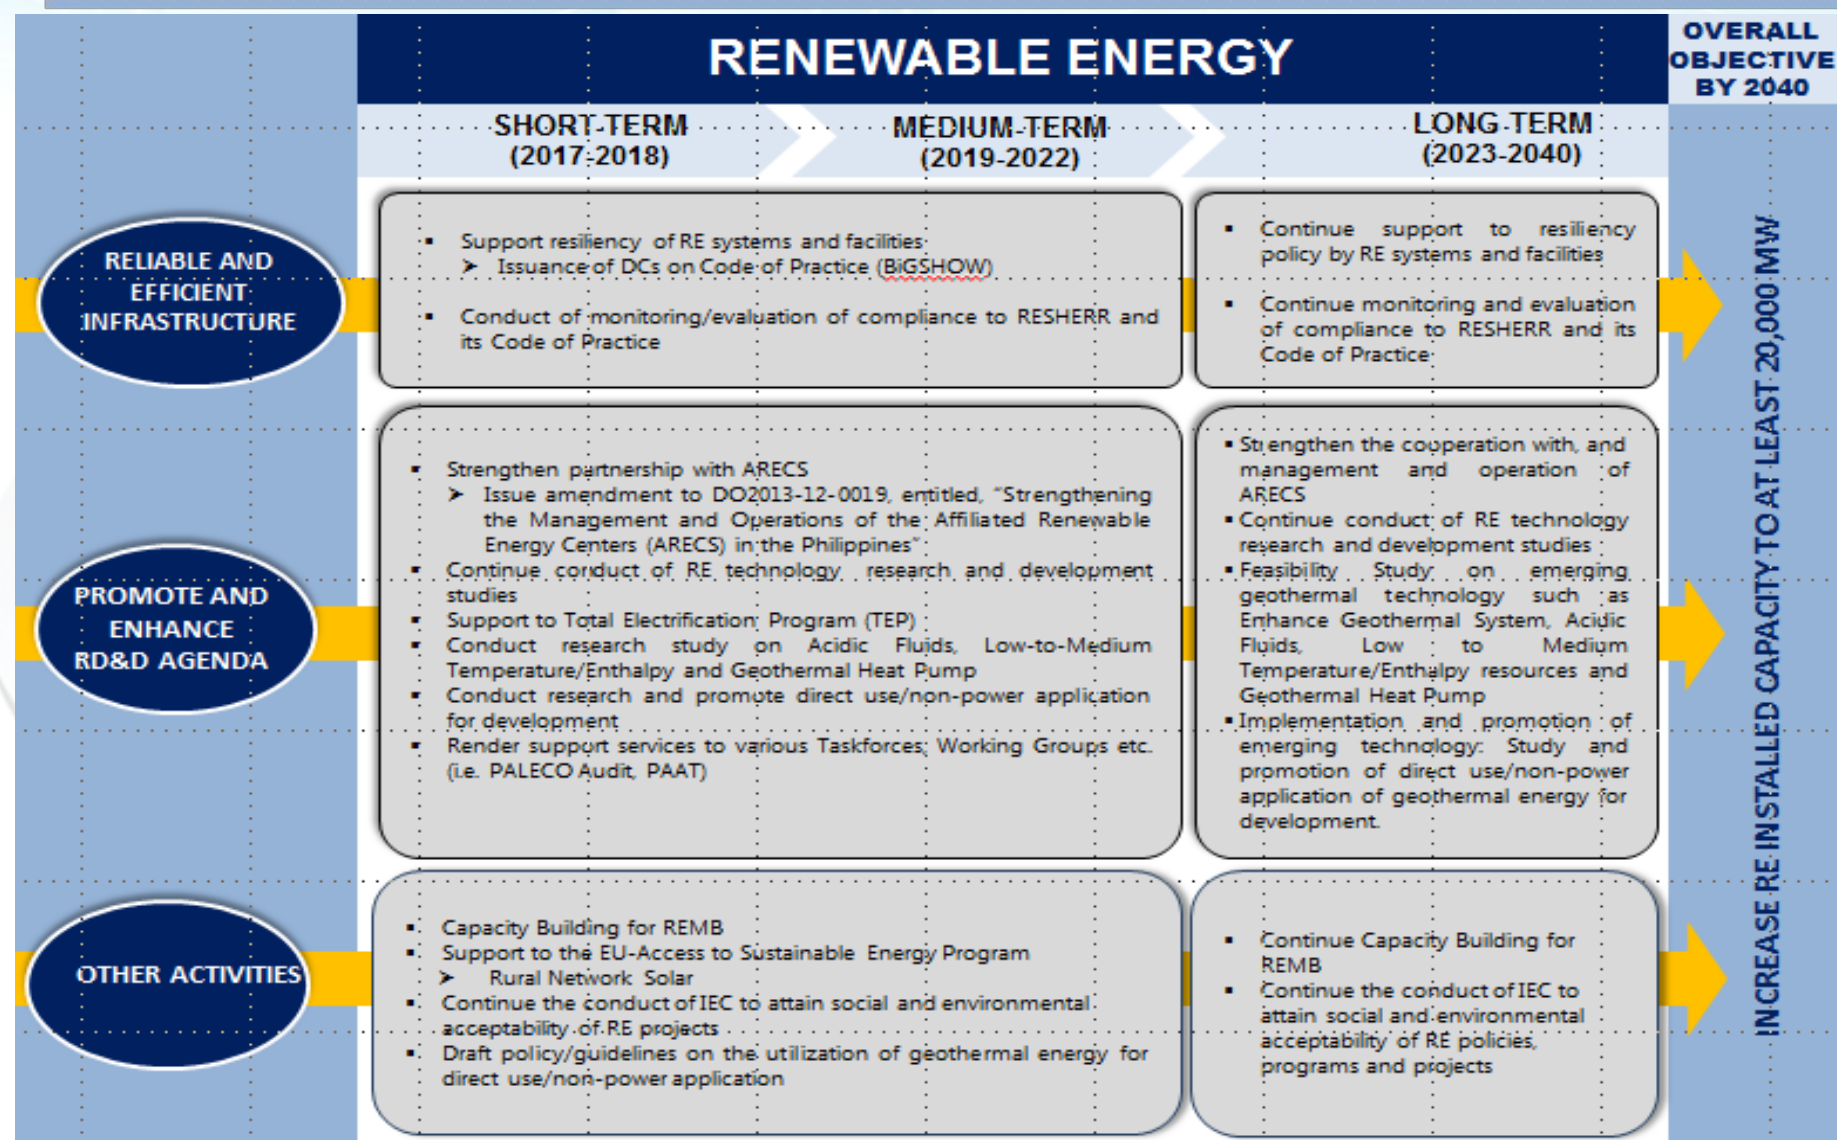 RENEWABLE ENERGY
OVERALL
OBJECTIVE
BY 2040
SHORT-TERM
(2017-2018)
MEDIUM-TERM
(2019-2022)
LONG-TERM
(2023-2040)
RELIABLE AND
EFFICIENT
INFRASTRUCTURE
▪ Support resiliency of RE systems and facilities
➤ Issuance of DCs on Code of Practice (BiGSHOW)
▪ Conduct of monitoring/evaluation of compliance to RESHERR and
its Code of Practice
▪ Continue support to resiliency
policy by RE systems and facilities
▪ Continue monitoring and evaluation
of compliance to RESHERR and its
Code of Practice
PROMOTE AND
ENHANCE
RD&D AGENDA
▪ Strengthen partnership with ARECS
➤ Issue amendment to DO2013-12-0019, entitled, “Strengthening
the Management and Operations of the Affiliated Renewable
Energy Centers (ARECS) in the Philippines”
▪ Continue conduct of RE technology research and development
studies
▪ Support to Total Electrification Program (TEP)
▪ Conduct research study on Acidic Fluids, Low-to-Medium
Temperature/Enthalpy and Geothermal Heat Pump
▪ Conduct research and promote direct use/non-power application
for development
▪ Render support services to various Taskforces, Working Groups etc.
(i.e. PALECO Audit, PAAT)
▪ Strengthen the cooperation with, and
management and operation of
ARECS
▪ Continue conduct of RE technology
research and development studies
▪ Feasibility Study on emerging
geothermal technology such as
Enhance Geothermal System, Acidic
Fluids, Low to Medium
Temperature/Enthalpy resources and
Geothermal Heat Pump
▪ Implementation and promotion of
emerging technology: Study and
promotion of direct use/non-power
application of geothermal energy for
development.
OTHER ACTIVITIES
▪ Capacity Building for REMB
▪ Support to the EU-Access to Sustainable Energy Program
➤ Rural Network Solar
▪ Continue the conduct of IEC to attain social and environmental
acceptability of RE projects
▪ Draft policy/guidelines on the utilization of geothermal energy for
direct use/non-power application
▪ Continue Capacity Building for
REMB
▪ Continue the conduct of IEC to
attain social and environmental
acceptability of RE policies,
programs and projects
INCREASE RE INSTALLED CAPACITY TO AT LEAST 20,000 MW